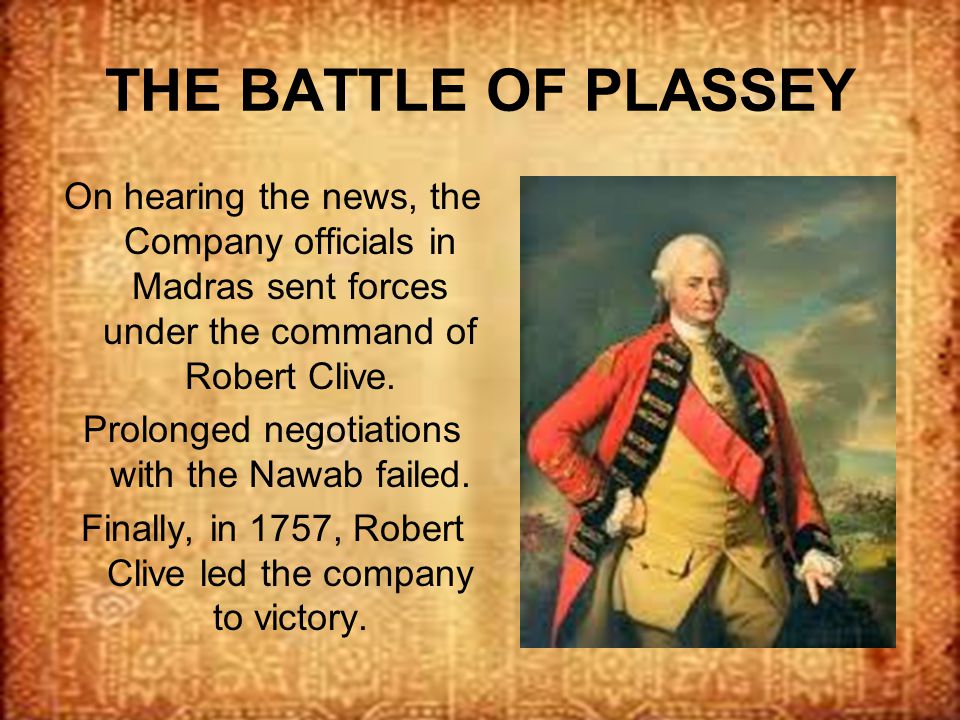 THE BATTLE OF PLASSEY
On hearing the news, the
Company officials in
Madras sent forces
under the command of
Robert Clive.
Prolonged negotiations
with the Nawab failed.
Finally, in 1757, Robert
Clive led the company
to victory.